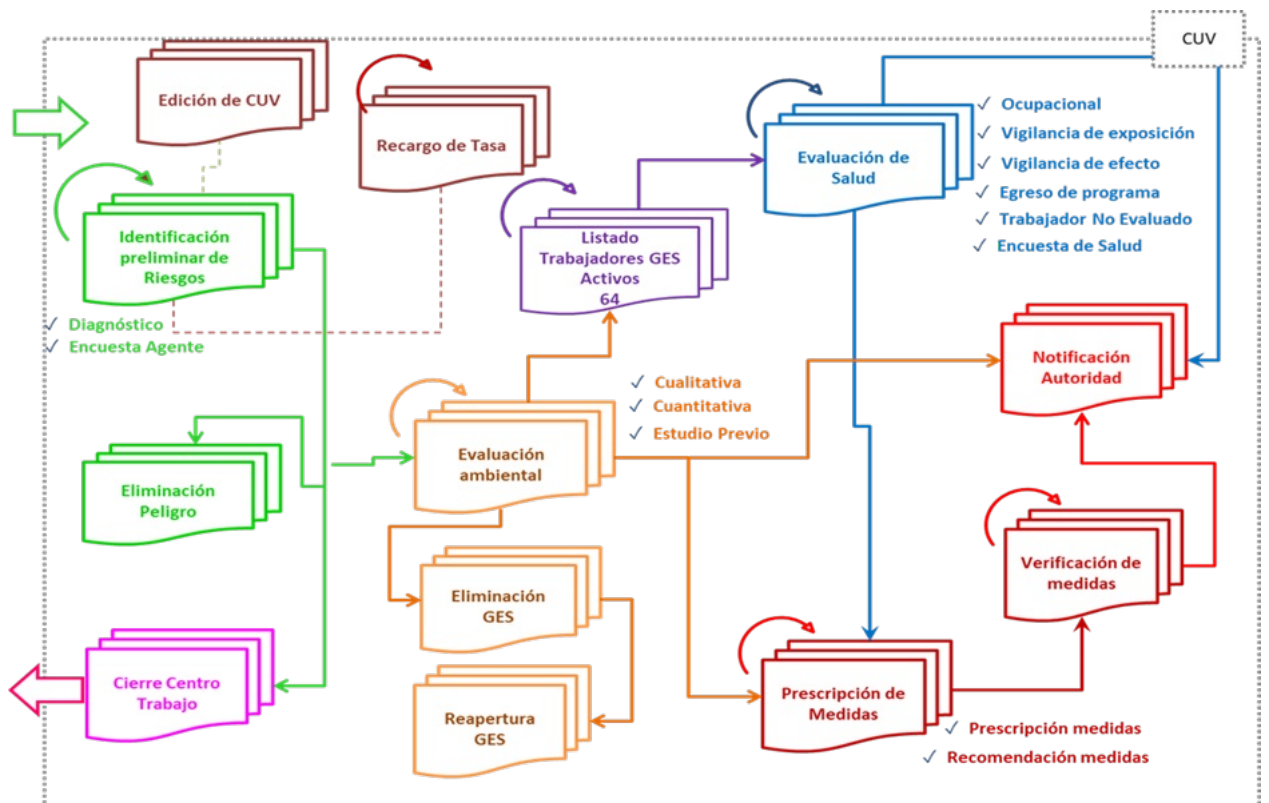 CUV
Edición de CUV
Recargo de Tasa
Evaluación de
Salud
✓ Ocupacional
✓ Vigilancia de exposición
✓ Vigilancia de efecto
✓ Egreso de programa
✓ Trabajador No Evaluado
✓ Encuesta de Salud
Identificación
preliminar de
Riesgos
✓ Diagnóstico
✓ Encuesta Agente
Listado
Trabajadores GES
Activos
64
Notificación
Autoridad
✓ Cualitativa
✓ Cuantitativa
✓ Estudio Previo
Evaluación
ambiental
Eliminación
Peligro
Eliminación
GES
Verificación de
medidas
Cierre Centro
Trabajo
Reapertura
GES
Prescripción de
Medidas
✓ Prescripción medidas
✓ Recomendación medidas